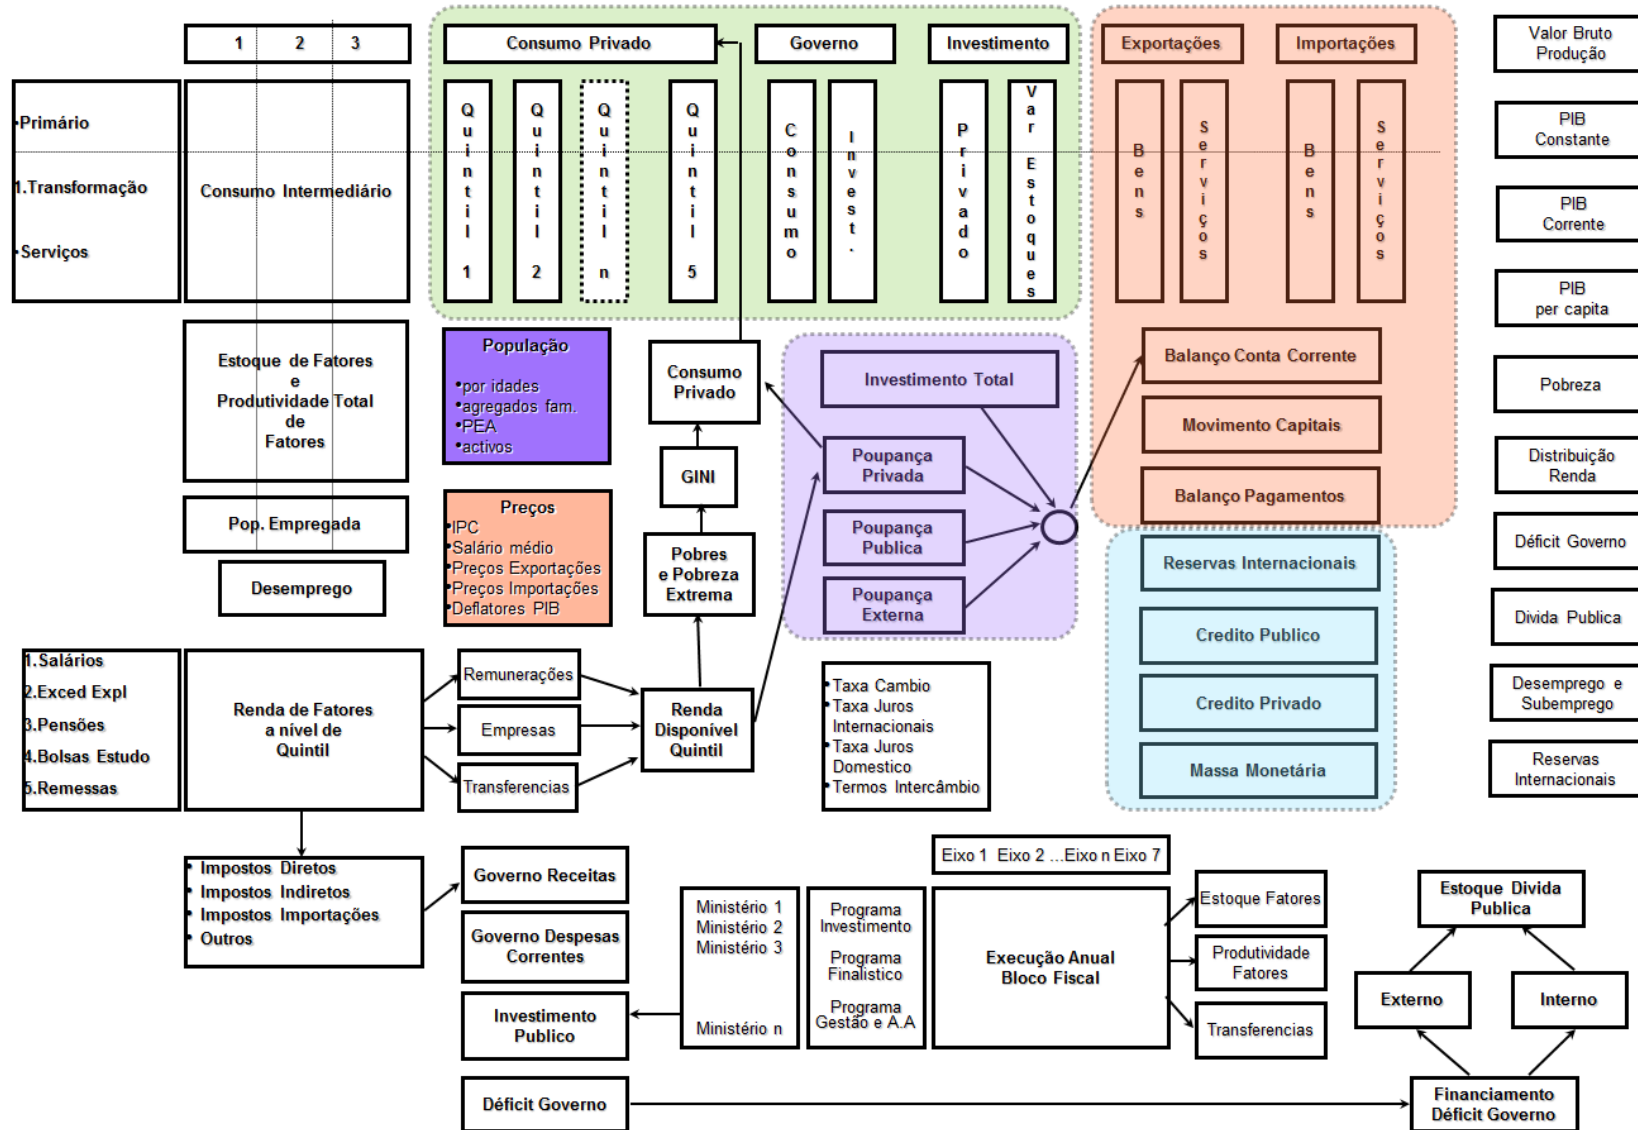 1 2 3
Consumo Privado
Governo
Investimento
Exportações
Importações
Valor Bruto
Produção
•Primário
1.Transformação
•Serviços
Consumo Intermediário
Quintil 1
Quintil 2
Quintil n
Quintil 5
Consumo
Invest.
Privado
Var Estoques
Bens
Serviços
Bens
Serviços
PIB
Constante
PIB
Corrente
PIB
per capita
Estoque de Fatores
e
Produtividade Total
de
Fatores
Pop. Empregada
Desemprego
População
•por idades
•agregados fam.
•PEA
•activos
Preços
•IPC
•Salário médio
•Preços Exportações
•Preços Importações
•Deflatores PIB
Consumo
Privado
GINI
Pobres
e Pobreza
Extrema
Investimento Total
Poupança
Privada
Poupança
Publica
Poupança
Externa
Balanço Conta Corrente
Movimento Capitais
Balanço Pagamentos
Reservas Internacionais
Credito Publico
Credito Privado
Massa Monetária
Pobreza
Distribuição
Renda
Déficit Governo
Divida Publica
Desemprego e
Subemprego
Reservas
Internacionais
1.Salários
2.Exced Expl
3.Pensões
4.Bolsas Estudo
5.Remessas
Renda de Fatores
a nível de
Quintil
Remunerações
Empresas
Transferencias
Renda
Disponível
Quintil
•Taxa Cambio
•Taxa Juros
Internacionais
•Taxa Juros
Domestico
•Termos Intercâmbio
• Impostos Diretos
• Impostos Indiretos
• Impostos Importações
• Outros
Governo Receitas
Governo Despesas
Correntes
Investimento
Publico
Déficit Governo
Ministério 1
Ministério 2
Ministério 3
Ministério n
Programa
Investimento
Programa
Finalistico
Programa
Gestão e A.A
Eixo 1 Eixo 2 ...Eixo n Eixo 7
Execução Anual
Bloco Fiscal
Estoque Fatores
Produtividade
Fatores
Transferencias
Estoque Divida
Publica
Externo
Interno
Financiamento
Déficit Governo